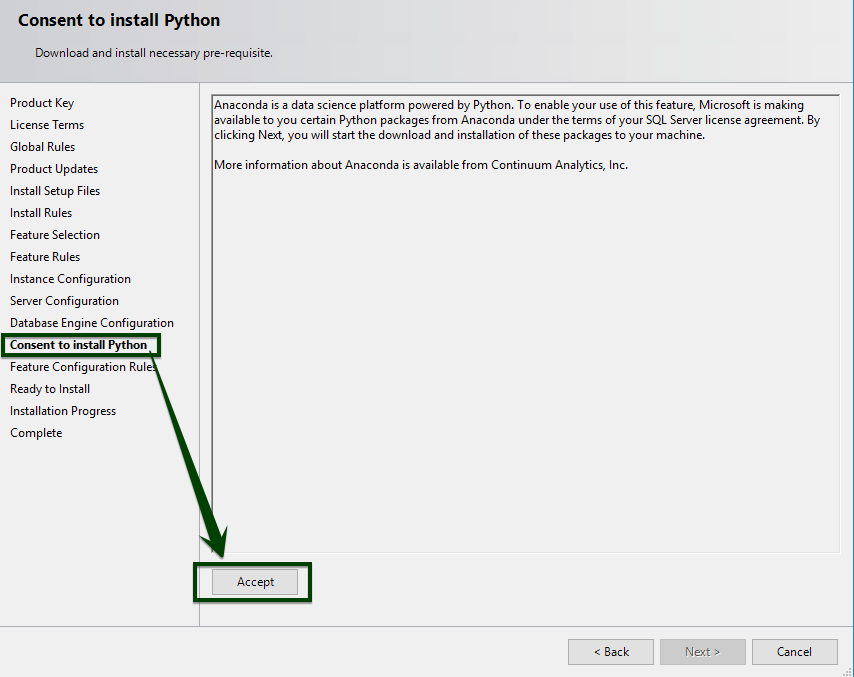 Consent to install Python
Download and install necessary pre-requisite.
Product Key
License Terms
Global Rules
Product Updates
Install Setup Files
Install Rules
Feature Selection
Feature Rules
Instance Configuration
Server Configuration
Database Engine Configuration
Consent to install Python
Feature Configuration Rules
Ready to Install
Installation Progress
Complete
Anaconda is a data science platform powered by Python. To enable your use of this feature, Microsoft is making
available to you certain Python packages from Anaconda under the terms of your SQL Server license agreement. By
clicking Next, you will start the download and installation of these packages to your machine.
More information about Anaconda is available from Continuum Analytics, Inc.
Accept
< Back
Next >
Cancel